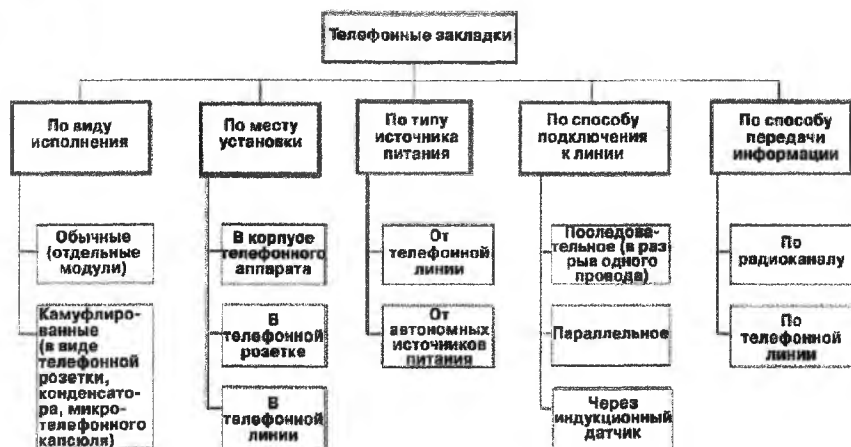 Телефонные закладки
По виду
исполнения
По месту
установки
По типу
источника
питания
По способу
подключения
к линии
По способу
передачи
информации
Обычные
(отдельные
модули)
Камуфлиро-
ванные
(в виде
телефонной
розетки,
конденсато-
ра, микро-
телефонного
капсюля)
В корпусе
телефонного
аппарата
В
телефонной
розетке
В
телефонной
линии
От
телефонной
линии
От
автономных
источников
питания
Последова-
тельное (в раз
рыв одного
провода)
Параллельное
Через
индукционный
датчик
По
радиоканалу
По
телефонной
линии